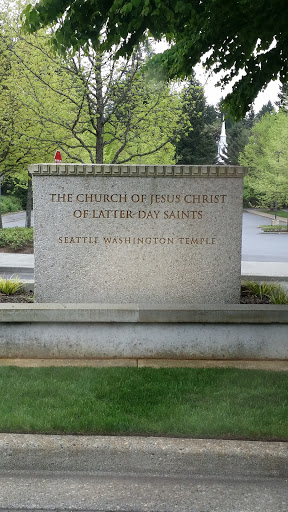 THE CHURCH OF JESUS CHRIST
OF LATTER-DAY SAINTS
SEATTLE WASHINGTON TEMPLE